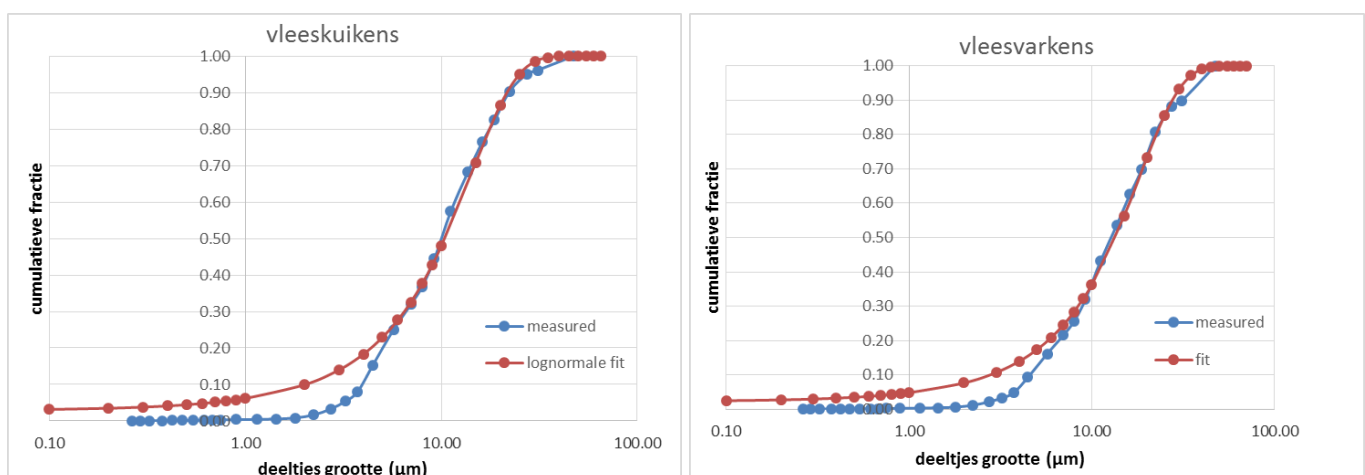 vleeskuikens
1.00
0.90
0.80
0.70
0.60
0.50
0.40
0.30
0.20
0.10
0.00
cumulatieve fractie
measured
lognormale fit
0.10 1.00 10.00 100.00
deeltjes grootte (µm)
vleesvarkens
1.00
0.90
0.80
0.70
0.60
0.50
0.40
0.30
0.20
0.10
0.00
cumulatieve fractie
measured
fit
0.10 1.00 10.00 100.00
deeltjes grootte (µm)